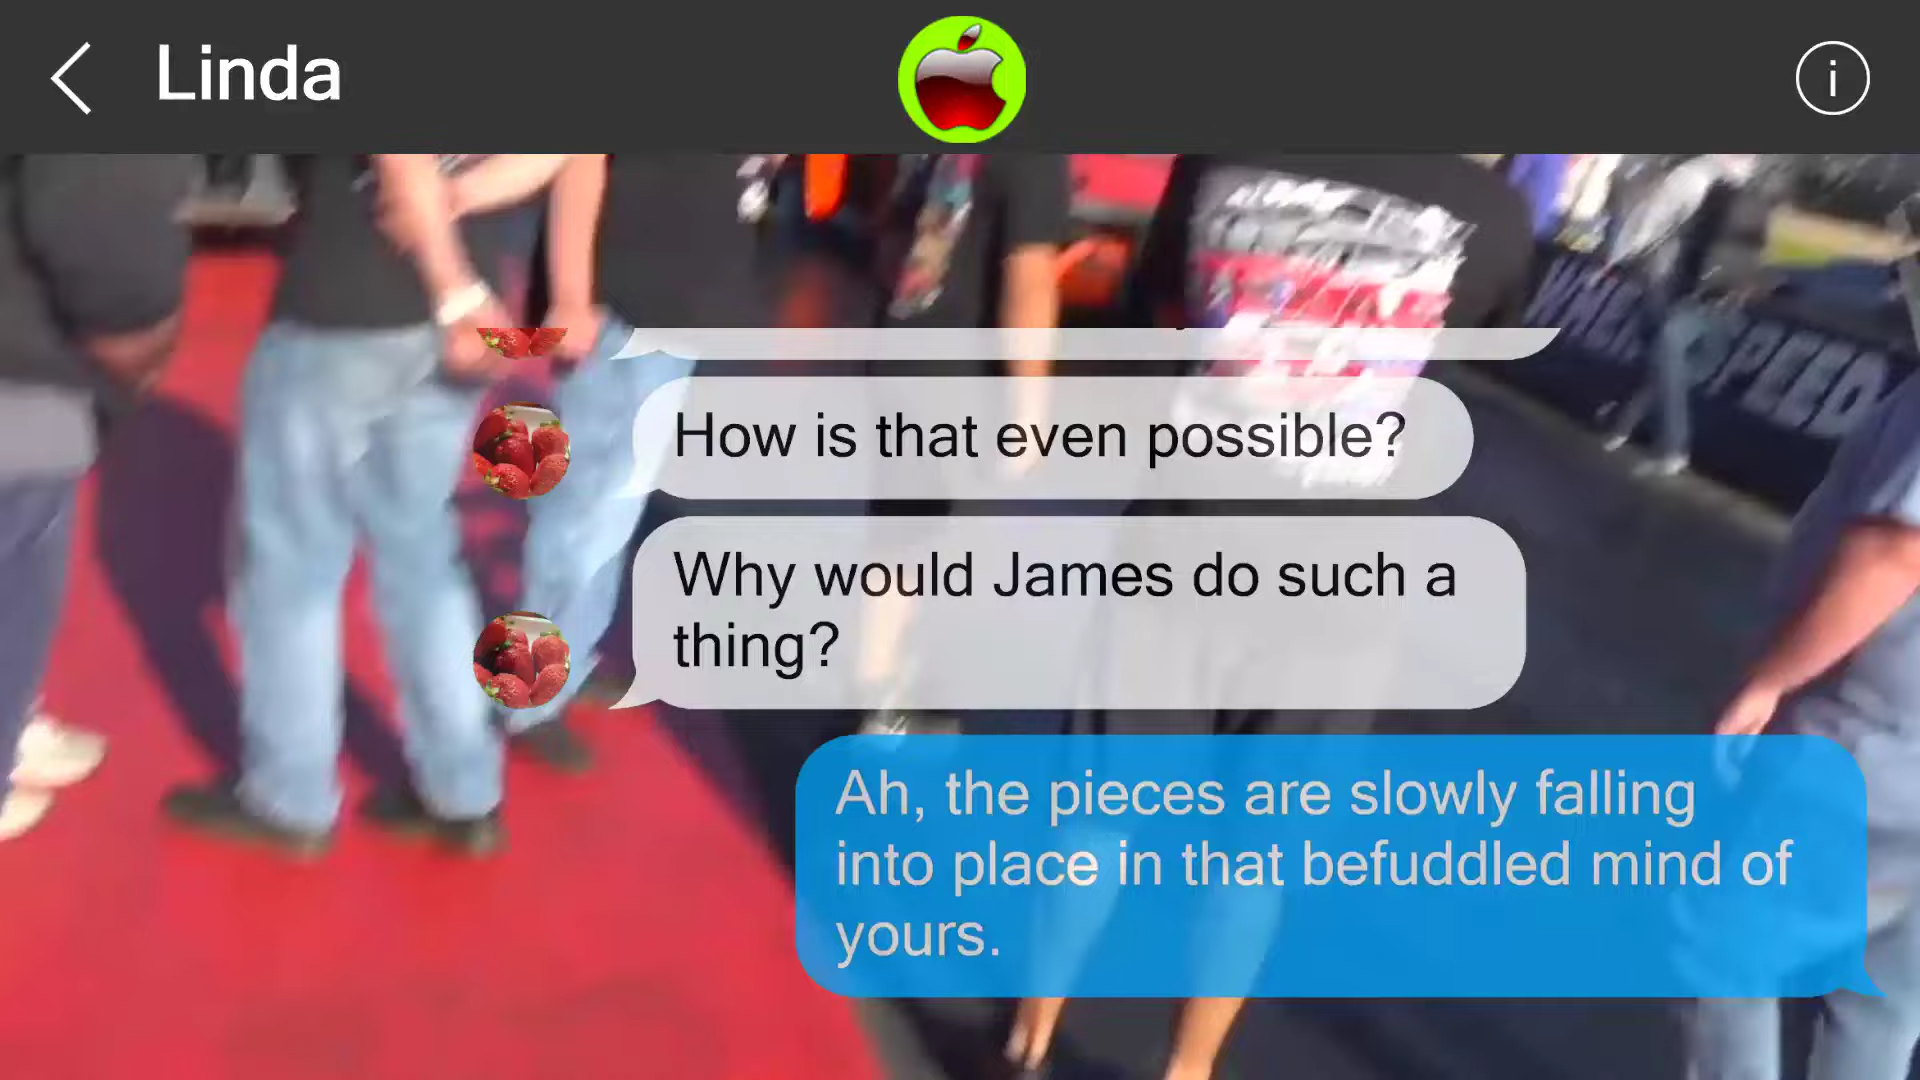 Linda
How is that even possible?
Why would James do such a
thing?
Ah, the pieces are slowly falling
into place in that befuddled mind of
yours.